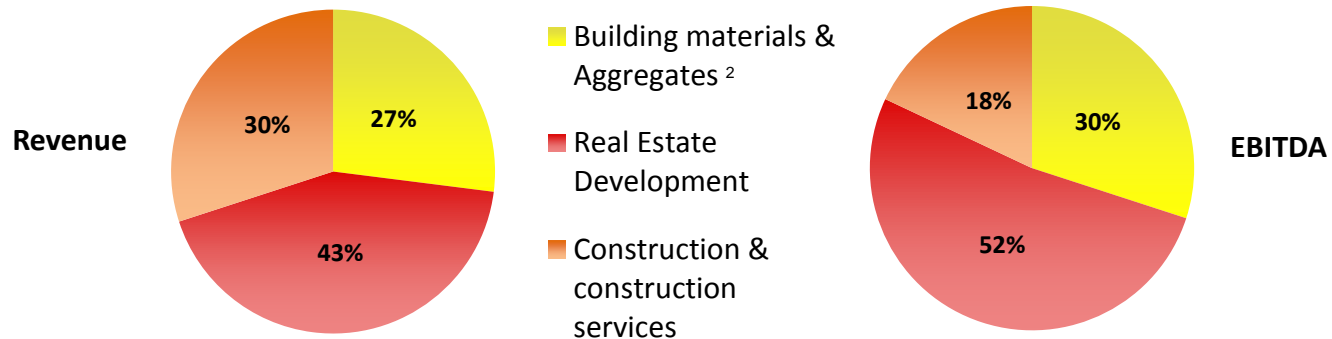 Revenue
30%
27%
43%
Building materials &
Aggregates ²
Real Estate
Development
Construction &
construction
services
18%
30%
52%
EBITDA